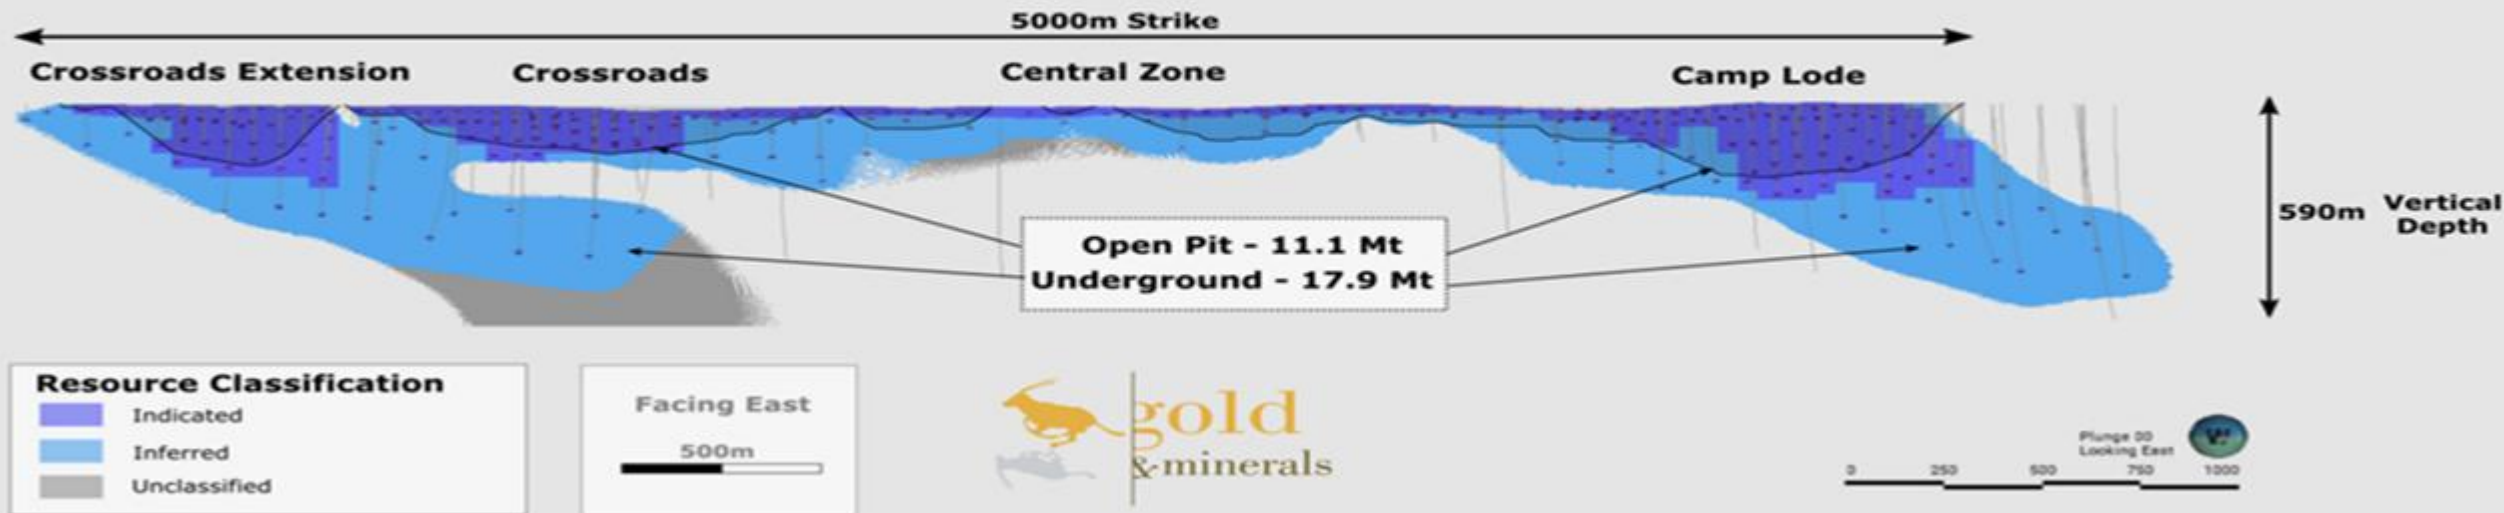 5000m Strike
Crossroads Extension
Crossroads
Central Zone
Camp Lode
Open Pit - 11.1 Mt
Underground - 17.9 Mt
590m
Vertical
Depth
Resource Classification
Indicated
Inferred
Unclassified
Facing East
500m
gold
&minerals
Plunge 00
Looking East
0 250 500 750 1000